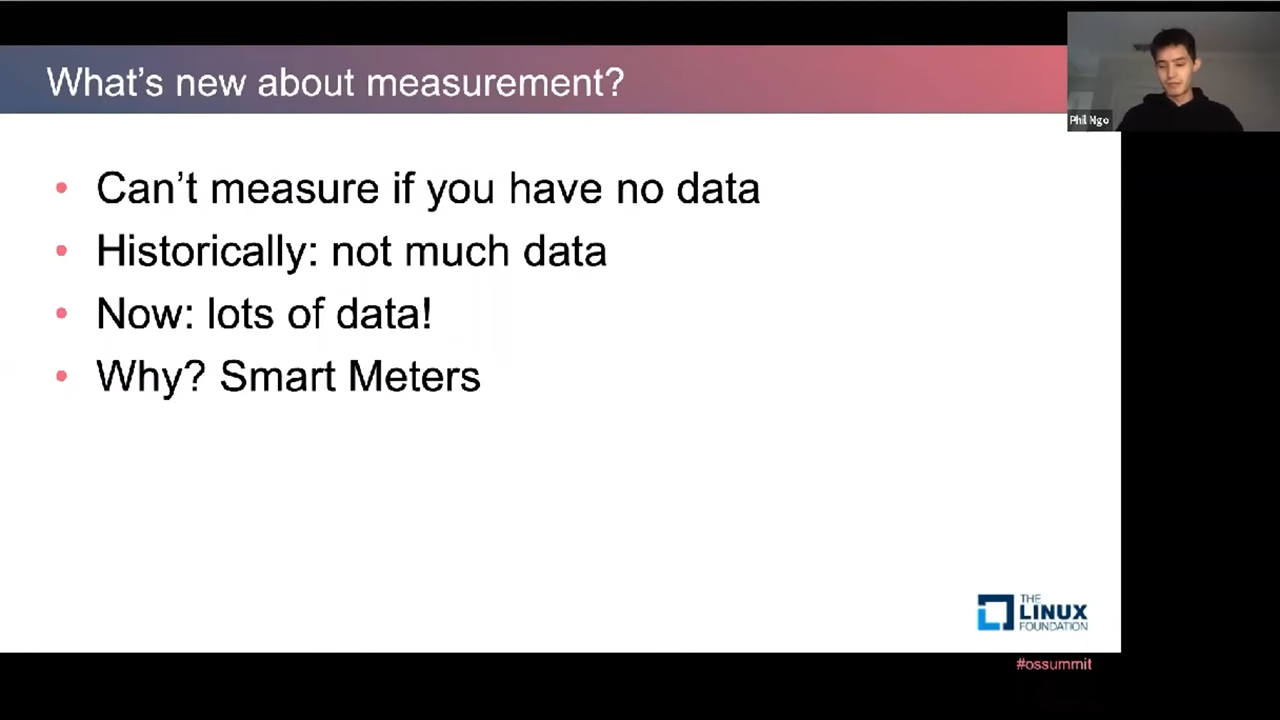 What's new about measurement?
Phil Ngo
• Can't measure if you have no data
• Historically: not much data
• Now: lots of data!
• Why? Smart Meters
THE
LINUX
FOUNDATION
#ossummit